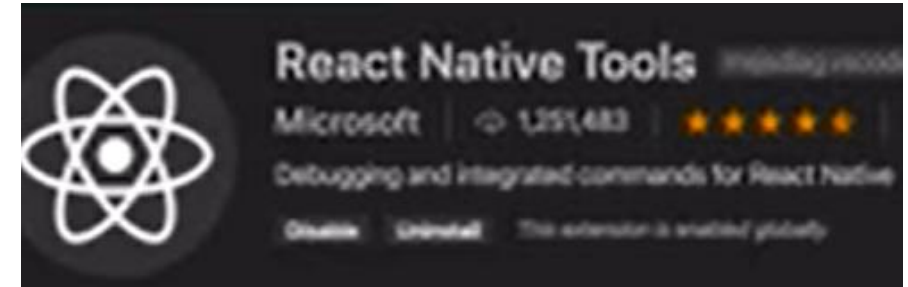 React Native Tools
Microsoft 1,251,483
Debugging and integrated commands for React Native
Disable Uninstall This extension is enabled globally.